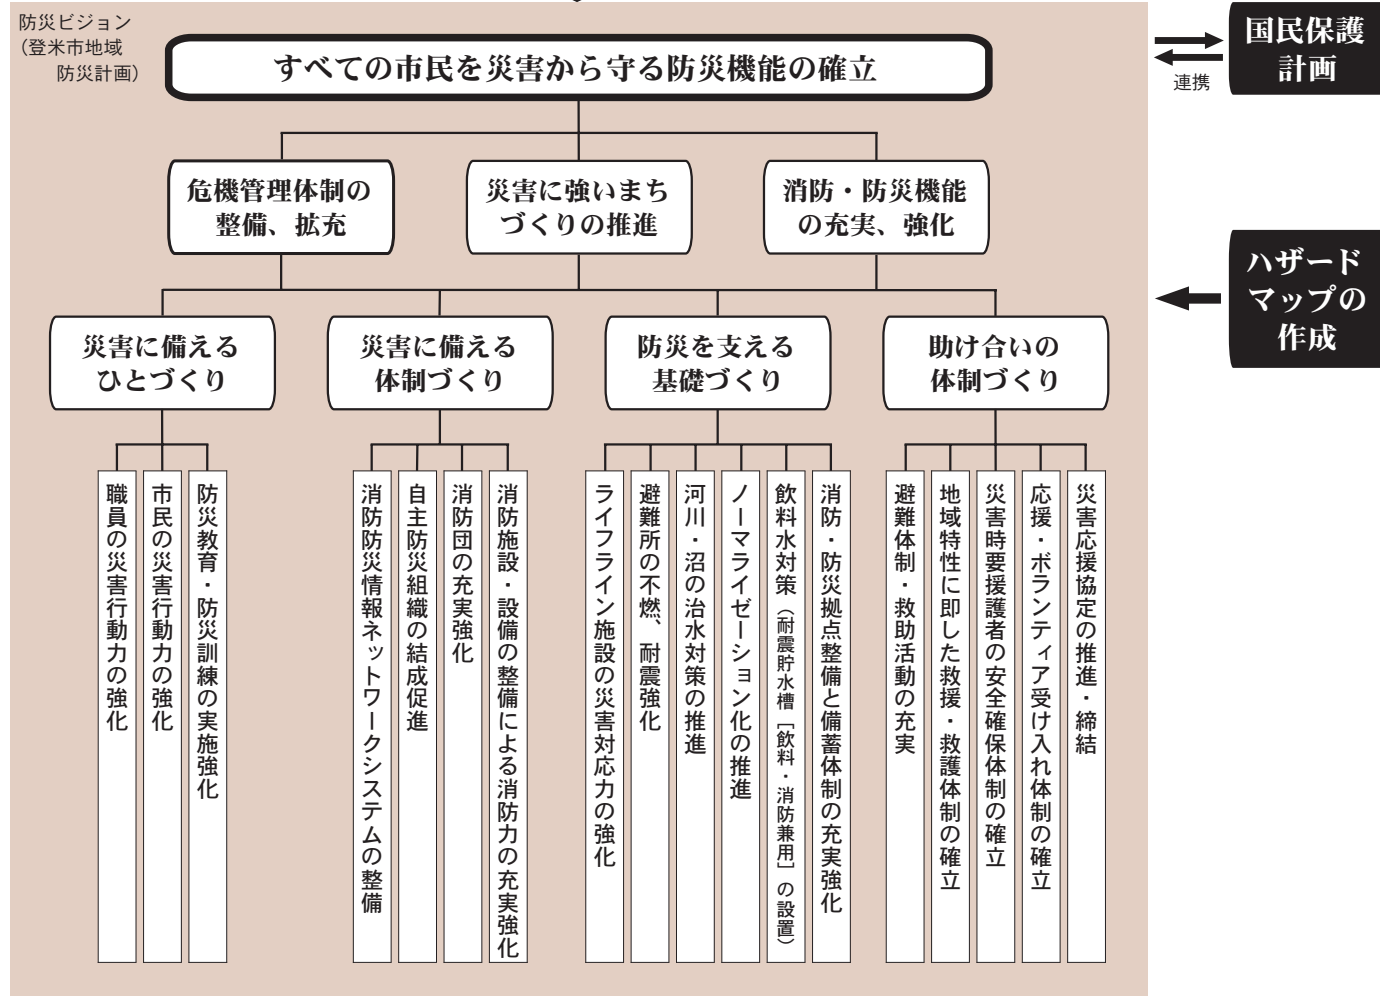 防災ビジョン
（登米市地域
防災計画）
すべての市民を災害から守る防災機能の確立
連携
国民保護
計画
危機管理体制の
整備、拡充
災害に強いまち
づくりの推進
消防・防災機能
の充実、強化
ハザード
マップの
作成
災害に備える
ひとづくり
災害に備える
体制づくり
防災を支える
基礎づくり
助け合いの
体制づくり
職員の災害行動力の強化
市民の災害行動力の強化
防災教育・防災訓練の実施強化
消防防災情報ネットワークシステムの整備
自主防災組織の結成促進
消防団の充実強化
消防施設・設備の整備による消防力の充実強化
ライフライン施設の災害対応力の強化
避難所の不燃、耐震強化
河川・沼の治水対策の推進
ノーマライゼーション化の推進
飲料水対策（耐震貯水槽［飲料・消防兼用］の設置）
消防・防災拠点整備と備蓄体制の充実強化
避難体制・救助活動の充実
地域特性に即した救援・救護体制の確立
災害時要援護者の安全確保体制の確立
応援・ボランティア受け入れ体制の確立
災害応援協定の推進・締結